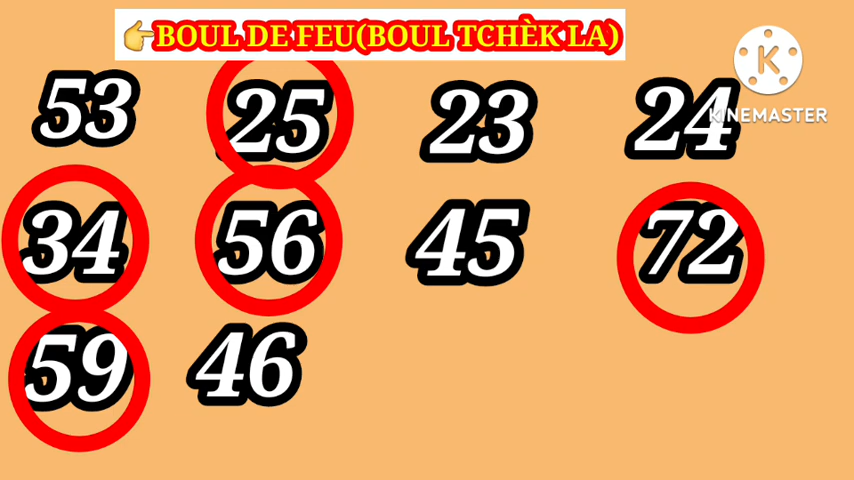 👉BOUL DE FEU(BOUL TCHÈK LA)
K
KINEMASTER
53 25 23 24
34 56 45 72
59 46